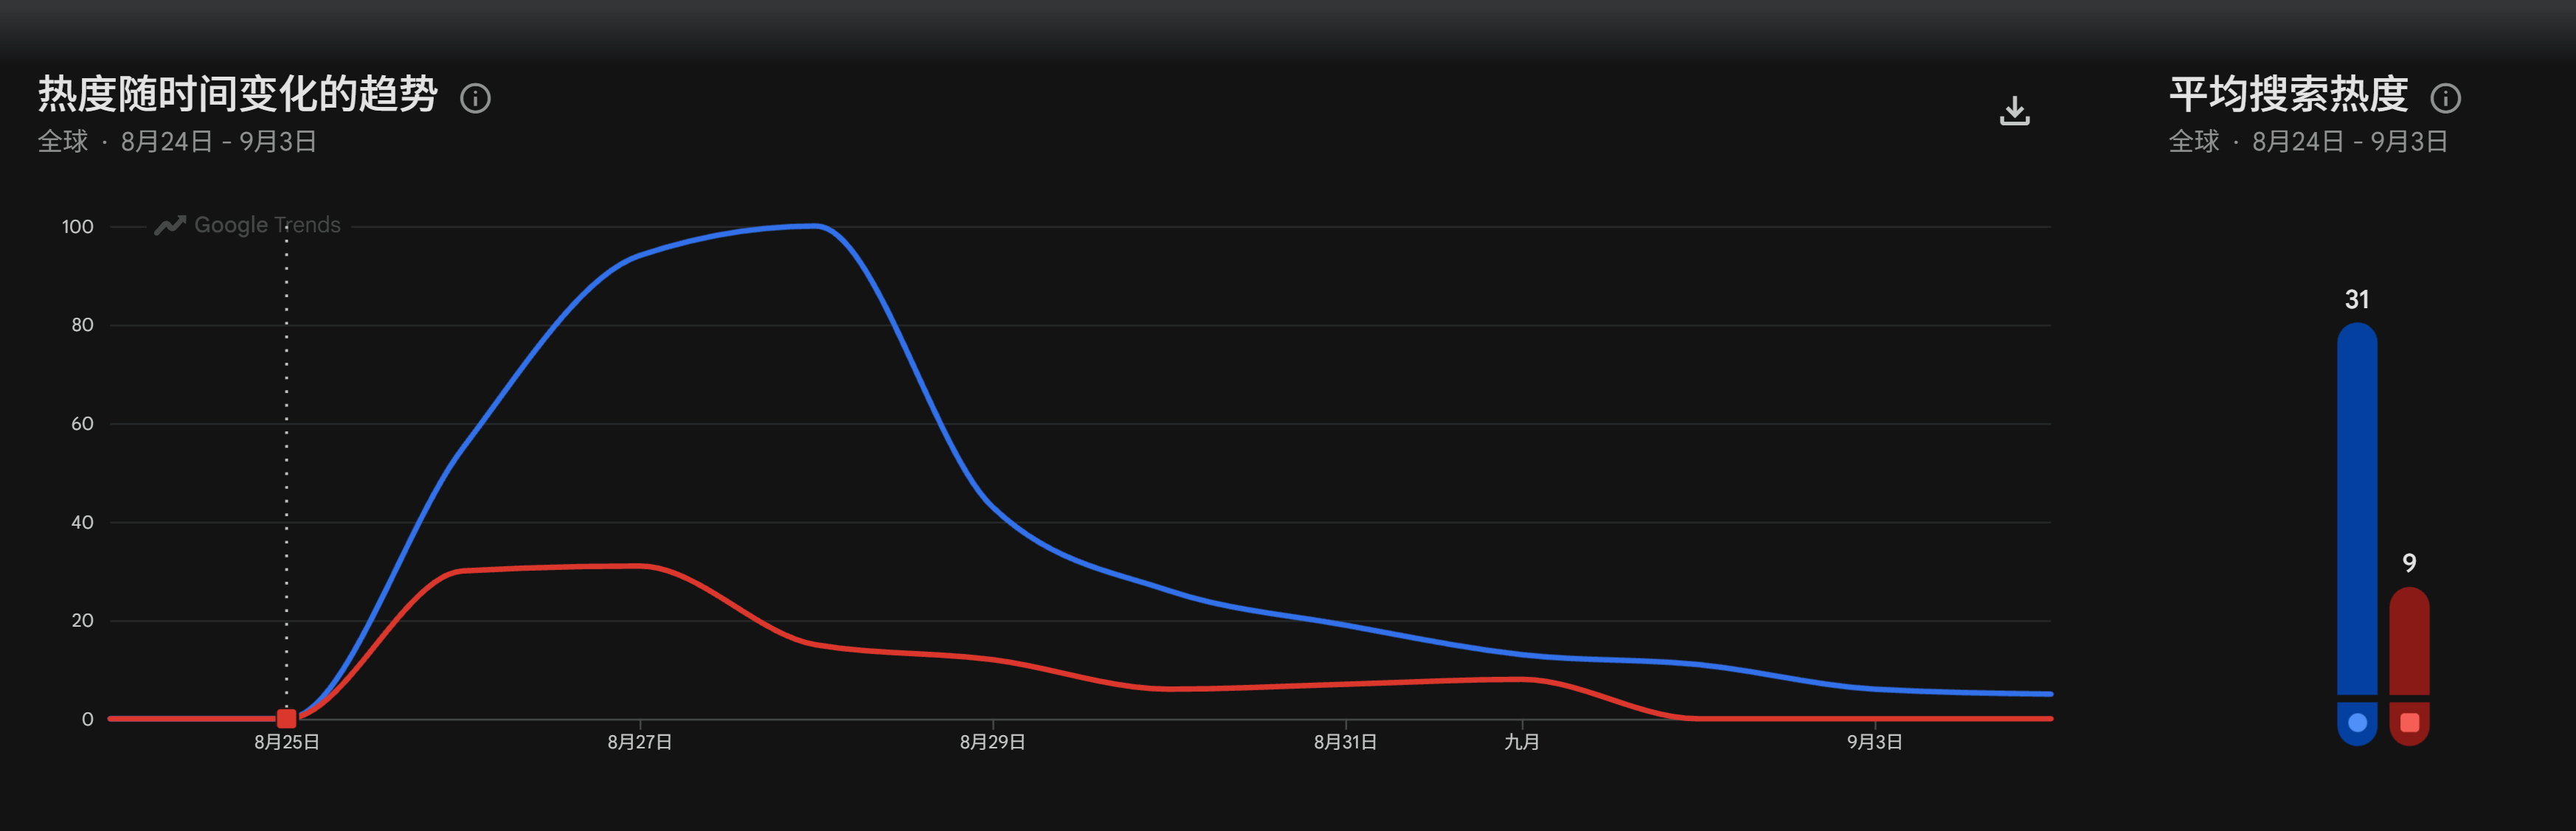 热度随时间变化的趋势
全球 · 8月24日 - 9月3日
平均搜索热度
全球 · 8月24日 - 9月3日
Google Trends
100
80
60
40
20
0
8月25日
8月27日
8月29日
8月31日
九月
9月3日
31
9